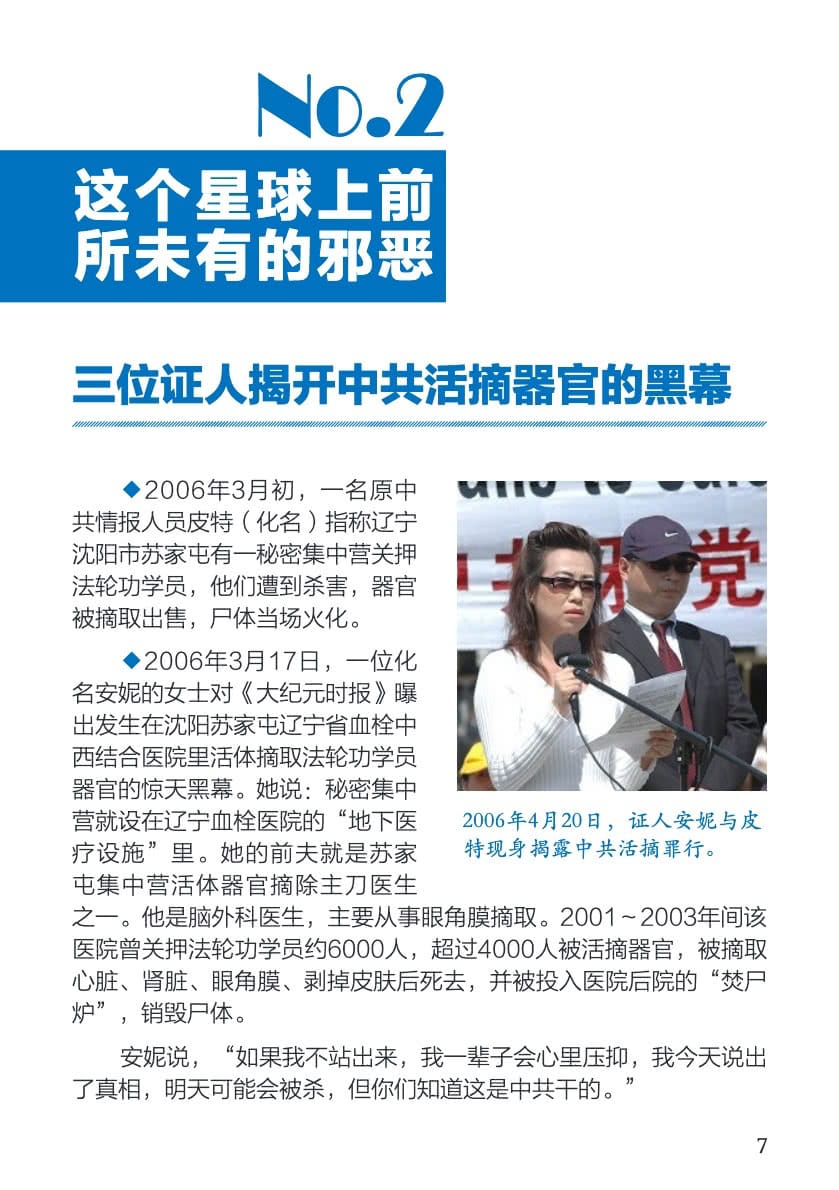 No.2
这个星球上前
所未有的邪恶
三位证人揭开中共活摘器官的黑幕
◆2006年3月初，一名原中
共情报人员皮特（化名）指称辽宁
沈阳市苏家屯有一秘密集中营关押
法轮功学员，他们遭到杀害，器官
被摘取出售，尸体当场火化。
◆2006年3月17日，一位化
名安妮的女士对《大纪元时报》曝
出发生在沈阳苏家屯辽宁省血栓中
西结合医院里活体摘取法轮功学员
器官的惊天黑幕。她说：秘密集中
营就设在辽宁血栓医院的“地下医
疗设施”里。她的前夫就是苏家
屯集中营活体器官摘除主刀医生
之一。他是脑外科医生，主要从事眼角膜摘取。2001～2003年间该
医院曾关押法轮功学员约6000人，超过4000人被活摘器官，被摘取
心脏、肾脏、眼角膜、剥掉皮肤后死去，并被投入医院后院的“焚尸
炉”，销毁尸体。
安妮说，“如果我不站出来，我一辈子会心里压抑，我今天说出
了真相，明天可能会被杀，但你们知道这是中共干的。”
中共邪党
2006年4月20日，证人安妮与皮
特现身揭露中共活摘罪行。
7